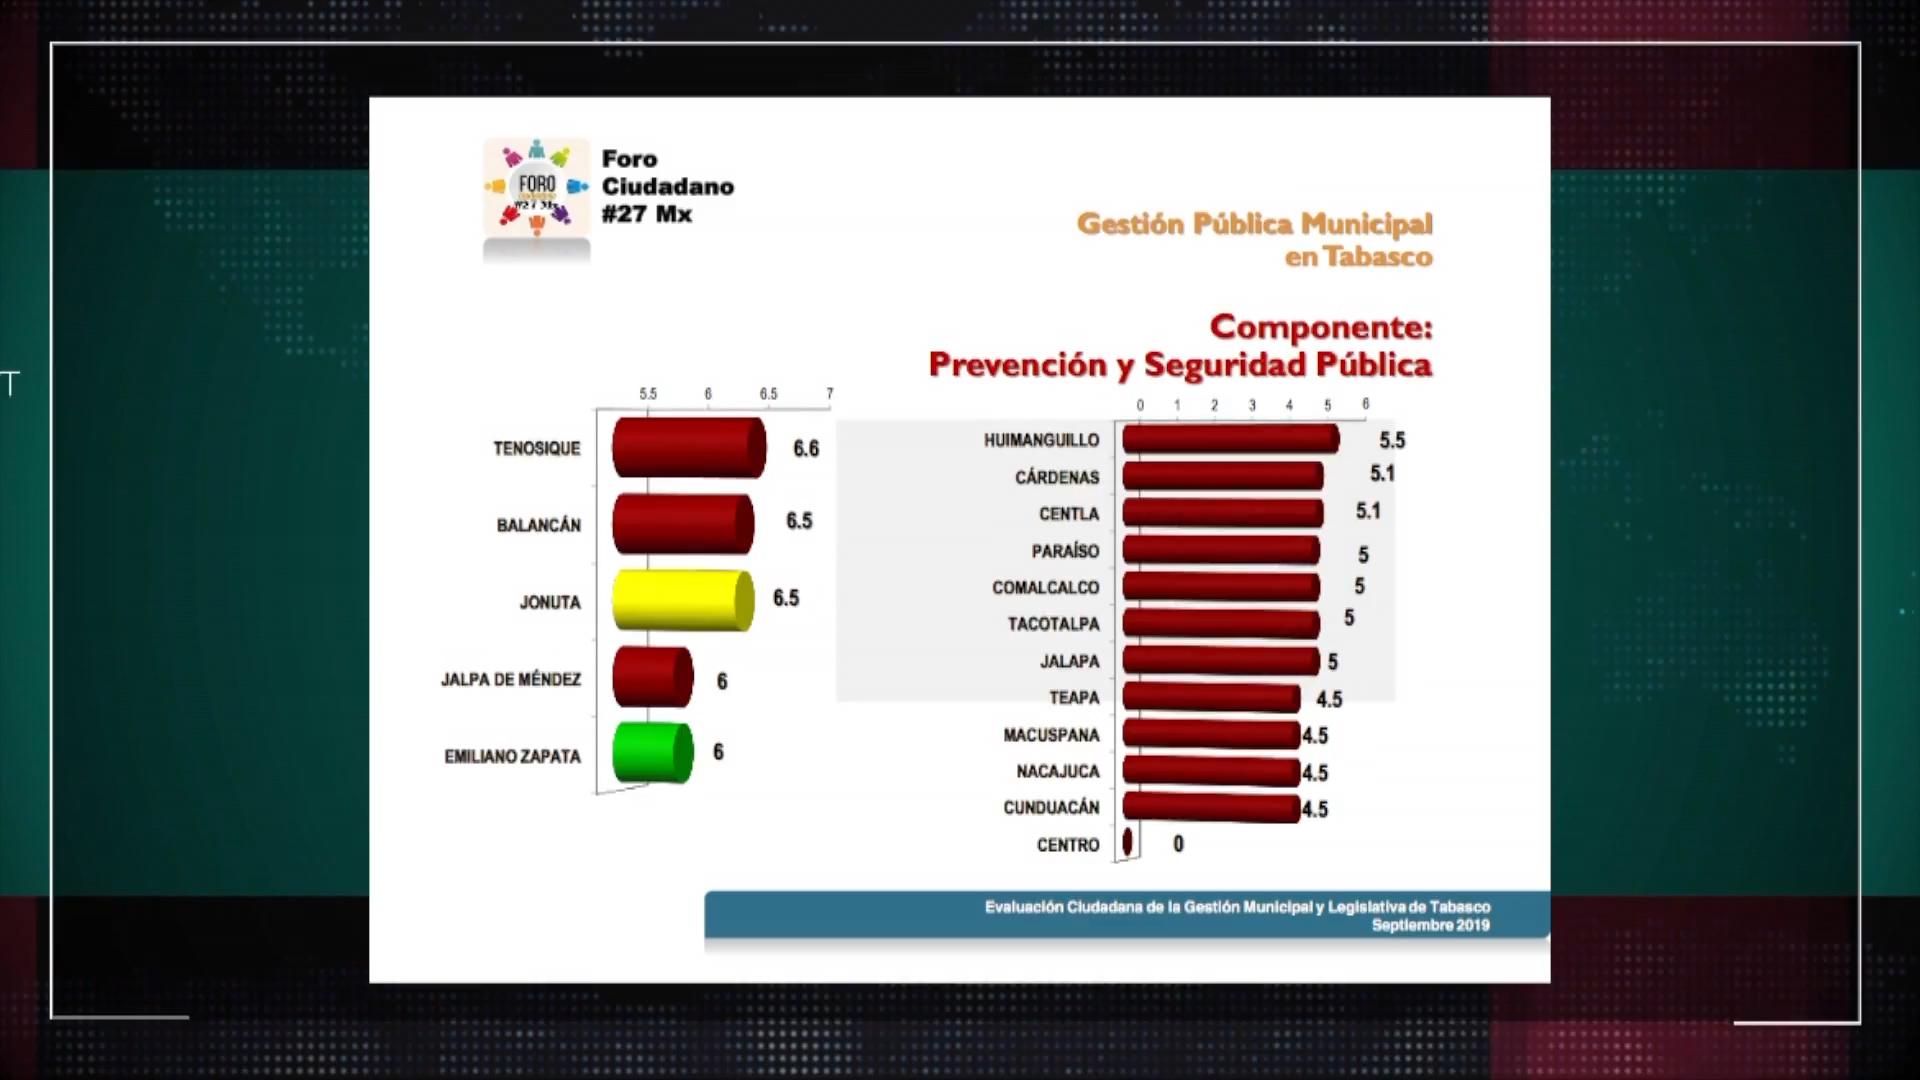 FORO
#27 Mx
Foro
Ciudadano
#27 Mx
Gestión Pública Municipal
en Tabasco
Componente:
Prevención y Seguridad Pública
5.5 6 6.5 7
TENOSIQUE 6.6
BALANCÁN 6.5
JONUTA 6.5
JALPA DE MÉNDEZ 6
EMILIANO ZAPATA 6
0 1 2 3 4 5 6
HUIMANGUILLO 5.5
CÁRDENAS 5.1
CENTLA 5.1
PARAÍSO 5
COMALCALCO 5
TACOTALPA 5
JALAPA 5
TEAPA 4.5
MACUSPANA 4.5
NACAJUCA 4.5
CUNDUACÁN 4.5
CENTRO 0
Evaluación Ciudadana de la Gestión Municipal y Legislativa de Tabasco
Septiembre 2019
T